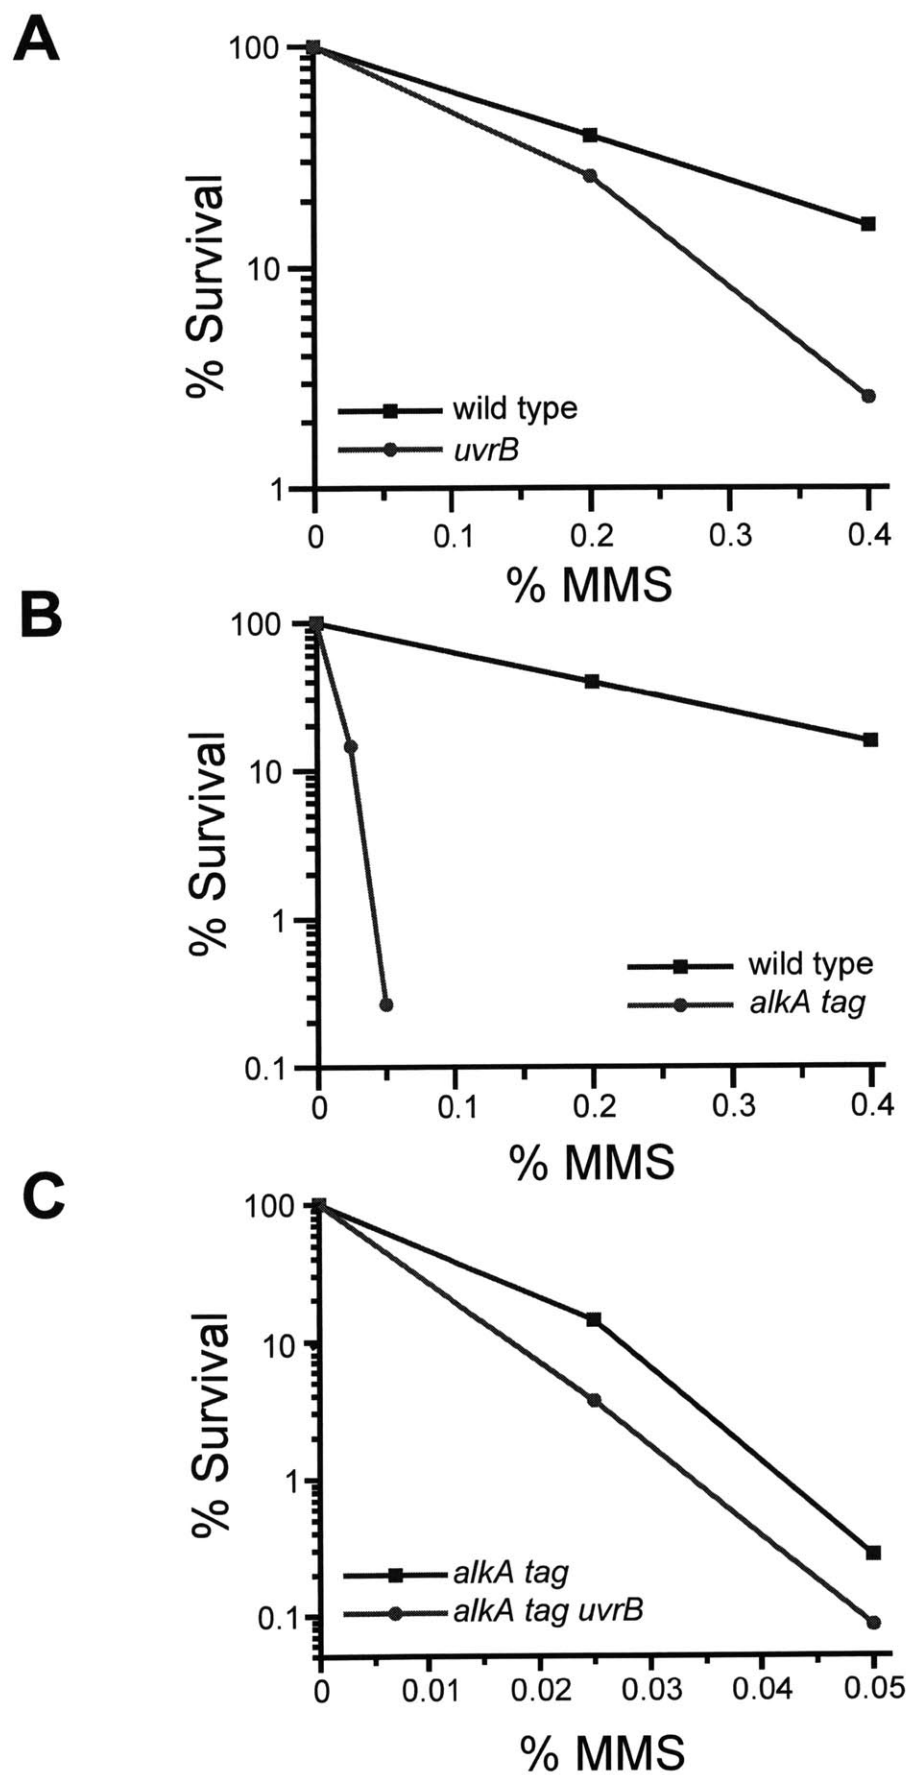 A
100
10
1
% Survival
wild type
uvrB
0 0.1 0.2 0.3 0.4
% MMS
B
100
10
1
0.1
% Survival
wild type
alkA tag
0 0.1 0.2 0.3 0.4
% MMS
C
100
10
1
0.1
% Survival
alkA tag
alkA tag uvrB
0 0.01 0.02 0.03 0.04 0.05
% MMS